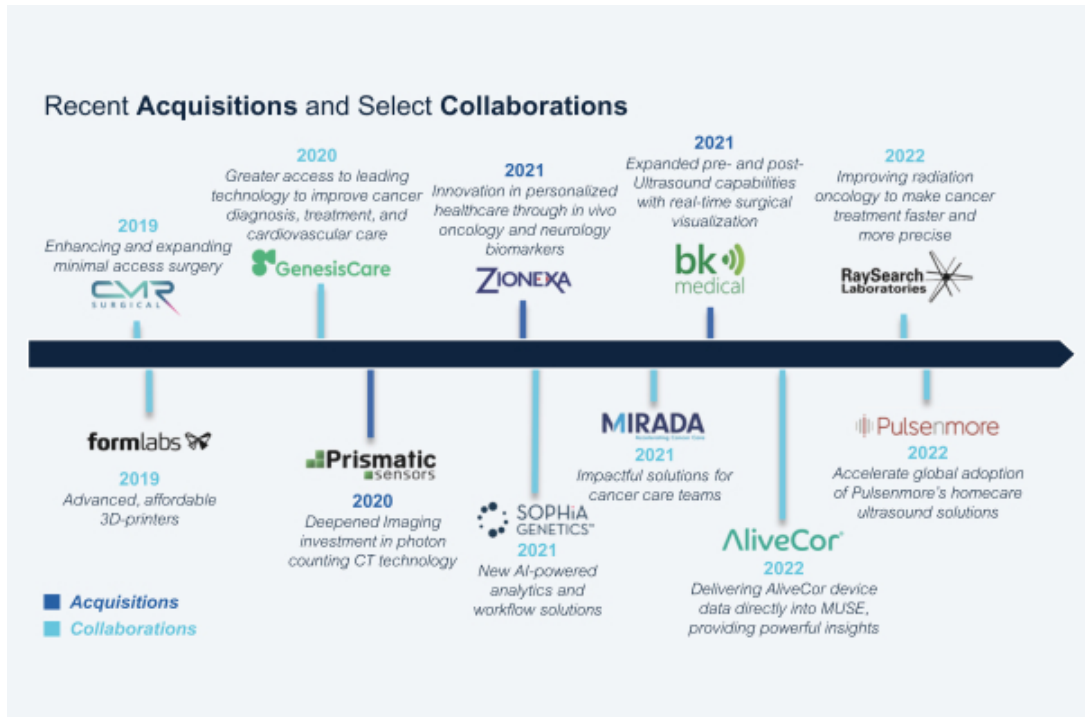 Recent Acquisitions and Select Collaborations
2019
Enhancing and expanding
minimal access surgery
CMR
SURGICAL
2020
Greater access to leading
technology to improve cancer
diagnosis, treatment, and
cardiovascular care
GenesisCare
2021
Innovation in personalized
healthcare through in vivo
oncology and neurology
biomarkers
ZIONEXA
2021
Expanded pre- and post-
Ultrasound capabilities
with real-time surgical
visualization
bk
medical
2022
Improving radiation
oncology to make cancer
treatment faster and
more precise
RaySearch
Laboratories
formlabs
2019
Advanced, affordable
3D-printers
Prismatic
sensors
2020
Deepened Imaging
investment in photon
counting CT technology
SOPHiA
GENETICS™
2021
New AI-powered
analytics and
workflow solutions
MIRADA
Accelerating Cancer Care
2021
Impactful solutions for
cancer care teams
AliveCor®
2022
Delivering AliveCor device
data directly into MUSE,
providing powerful insights
Pulsenmore
2022
Accelerate global adoption
of Pulsenmore's homecare
ultrasound solutions
Acquisitions
Collaborations